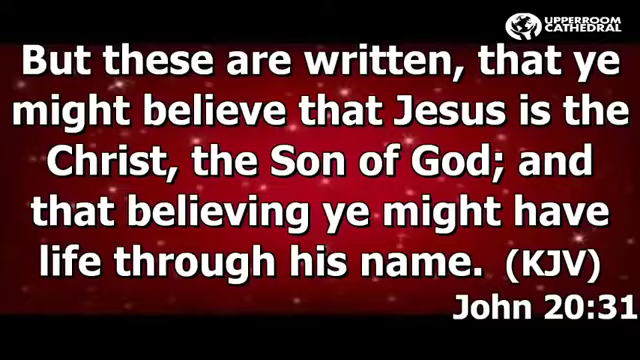 UPPERROOM
CATHEDRAL
But these are written, that ye
might believe that Jesus is the
Christ, the Son of God; and
that believing ye might have
life through his name. (KJV)
John 20:31